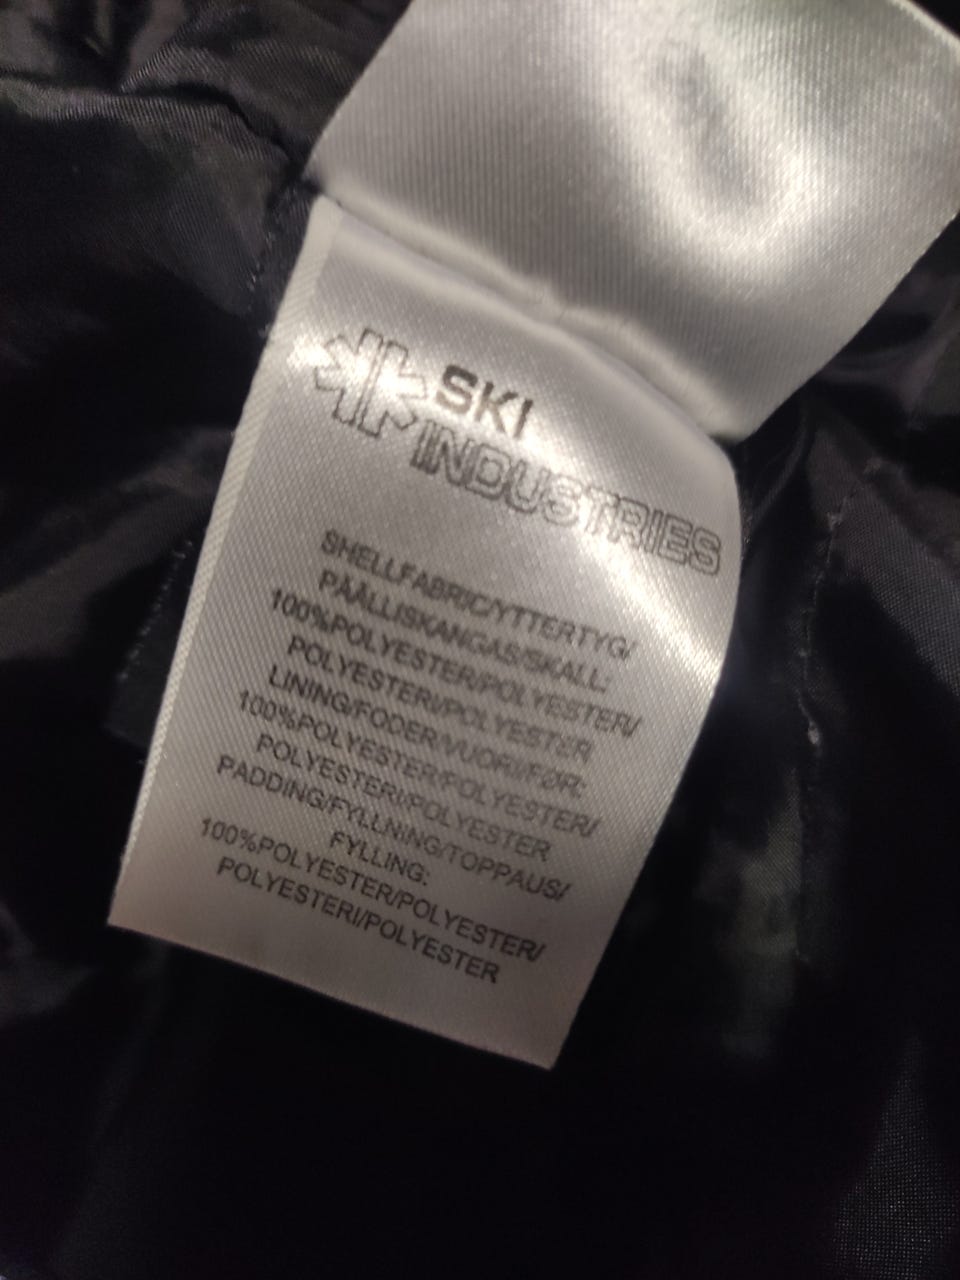 SKI
INDUSTRIES
SHELLFABRIC/YTTERTYG/
PÄÄLLISKANGAS/SKALL:
100%POLYESTER/POLYESTER/
POLYESTERI/POLYESTER
LINING/FODER/VUORI/FØR:
100%POLYESTER/POLYESTER/
POLYESTERI/POLYESTER
PADDING/FYLLNING/TOPPAUS/
FYLLING:
100%POLYESTER/POLYESTER/
POLYESTERI/POLYESTER